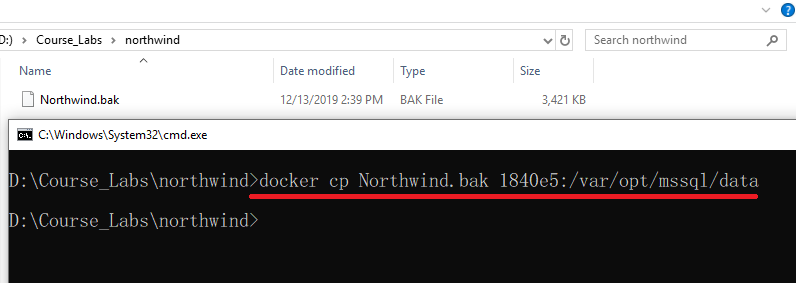 ?
D:) > Course_Labs > northwind
Search northwind
Name Date modified Type Size
Northwind.bak 12/13/2019 2:39 PM BAK File 3,421 KB
C:\. C:\Windows\System32\cmd.exe
D:\Course_Labs\northwind>docker cp Northwind.bak 1840e5:/var/opt/mssql/data
D:\Course_Labs\northwind>